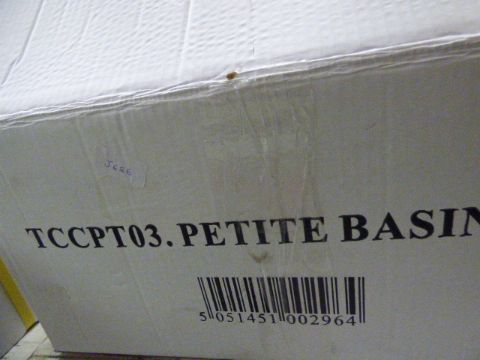 TCCPT03. PETITE BASIN
5 051451 002964